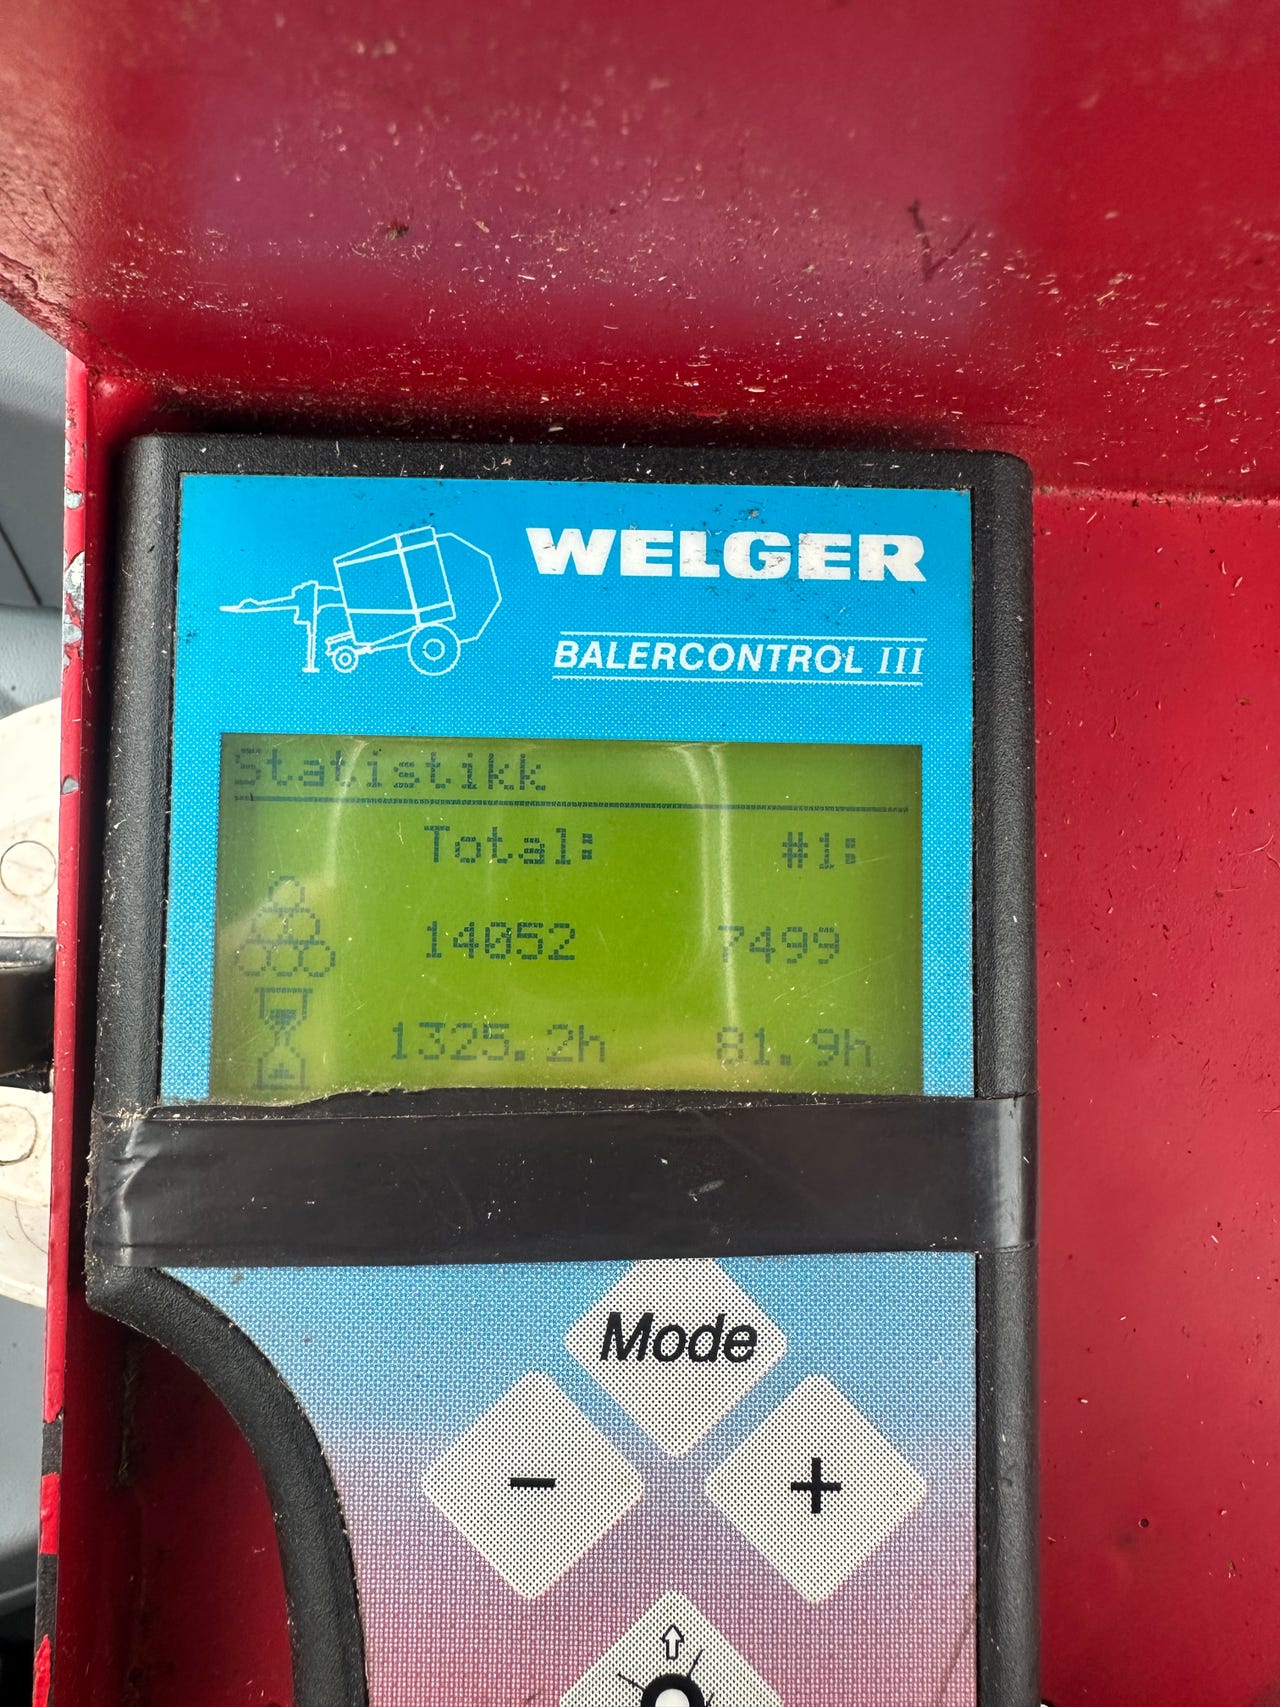 WELGER
BALERCONTROL III
Statistikk
Total: #1:
14052 7499
1325.2h 81.9h
Mode
- +